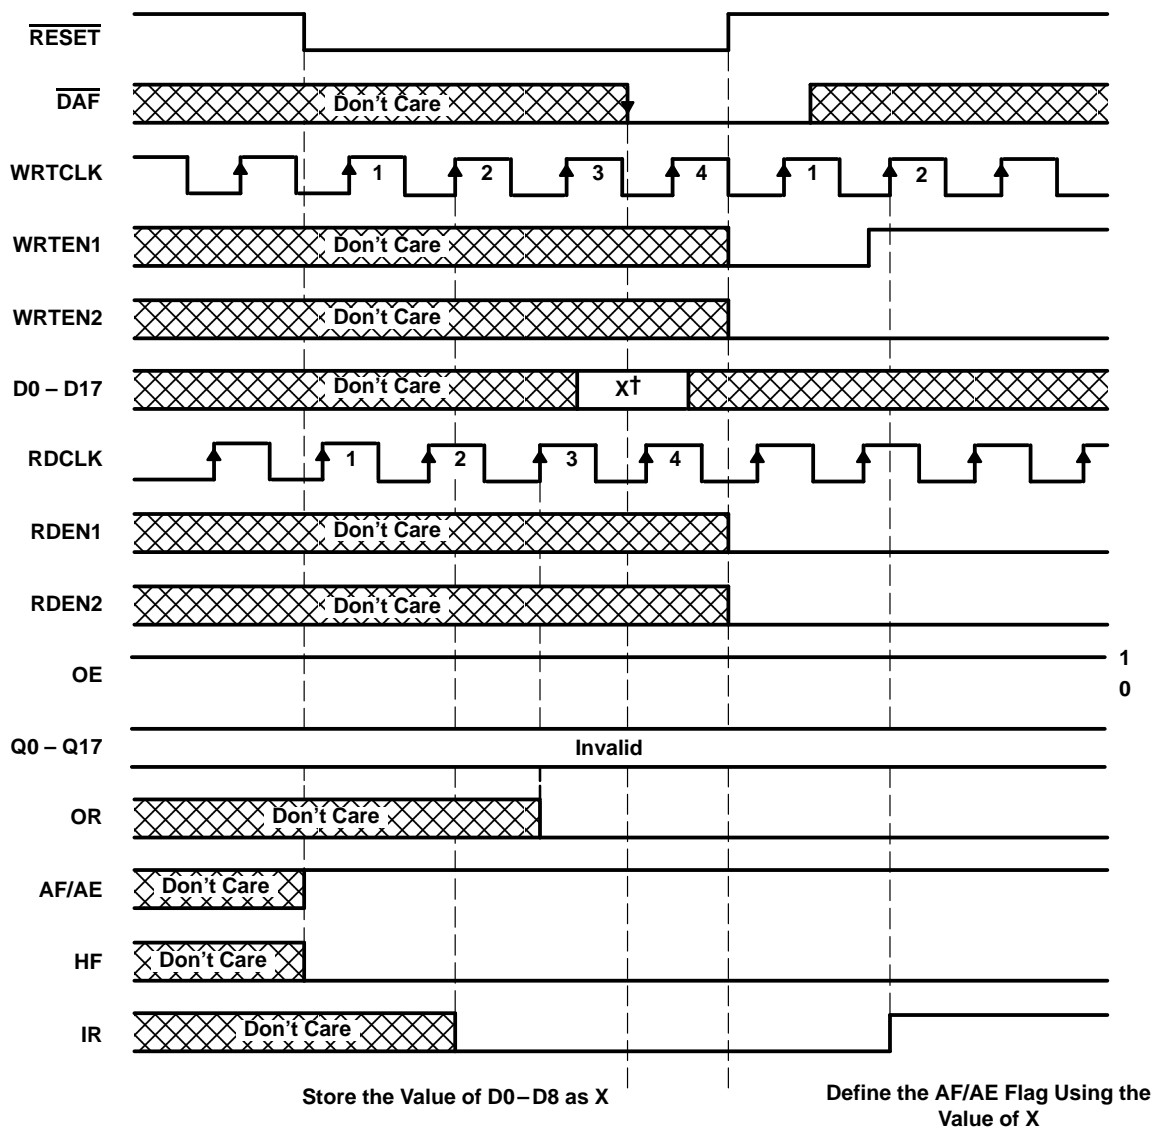 RESET
DAF Don't Care
WRTCLK 1 2 3 4 1 2
WRTEN1 Don't Care
WRTEN2 Don't Care
D0 – D17 Don't Care X†
RDCLK 1 2 3 4
RDEN1 Don't Care
RDEN2 Don't Care
OE 1
0
Q0 – Q17 Invalid
OR Don't Care
AF/AE Don't Care
HF Don't Care
IR Don't Care
Store the Value of D0–D8 as X
Define the AF/AE Flag Using the
Value of X